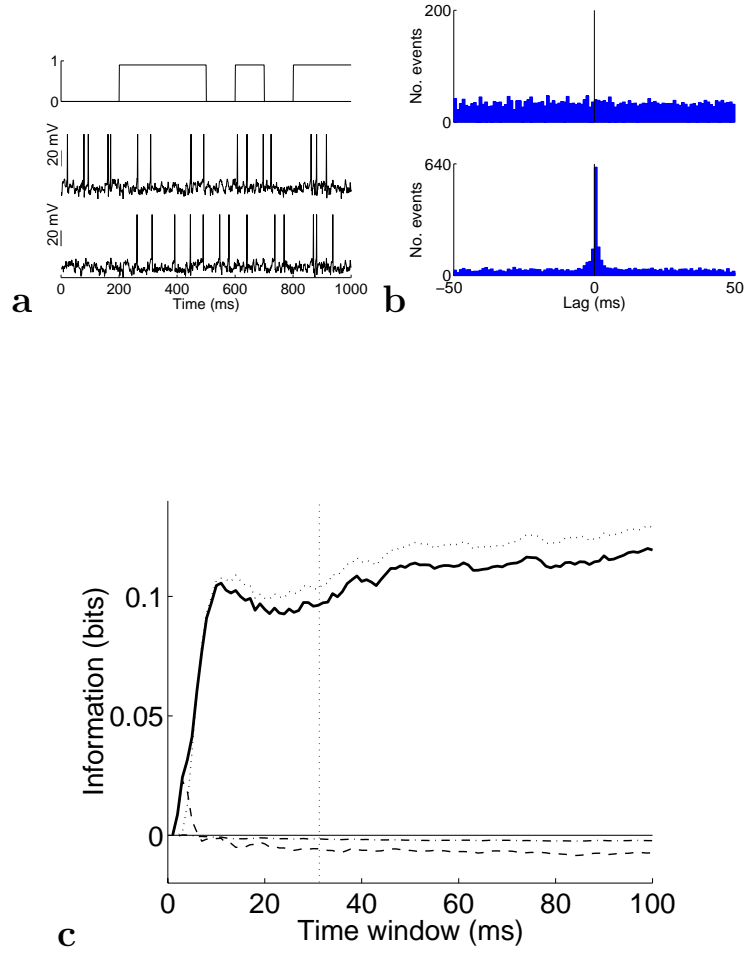 1
0
20 mV
20 mV
0 200 400 600 800 1000
Time (ms)
a
200
0
No. events
640
0
No. events
−50 0 50
Lag (ms)
b
0.1
0.05
0
Information (bits)
0 20 40 60 80 100
Time window (ms)
c